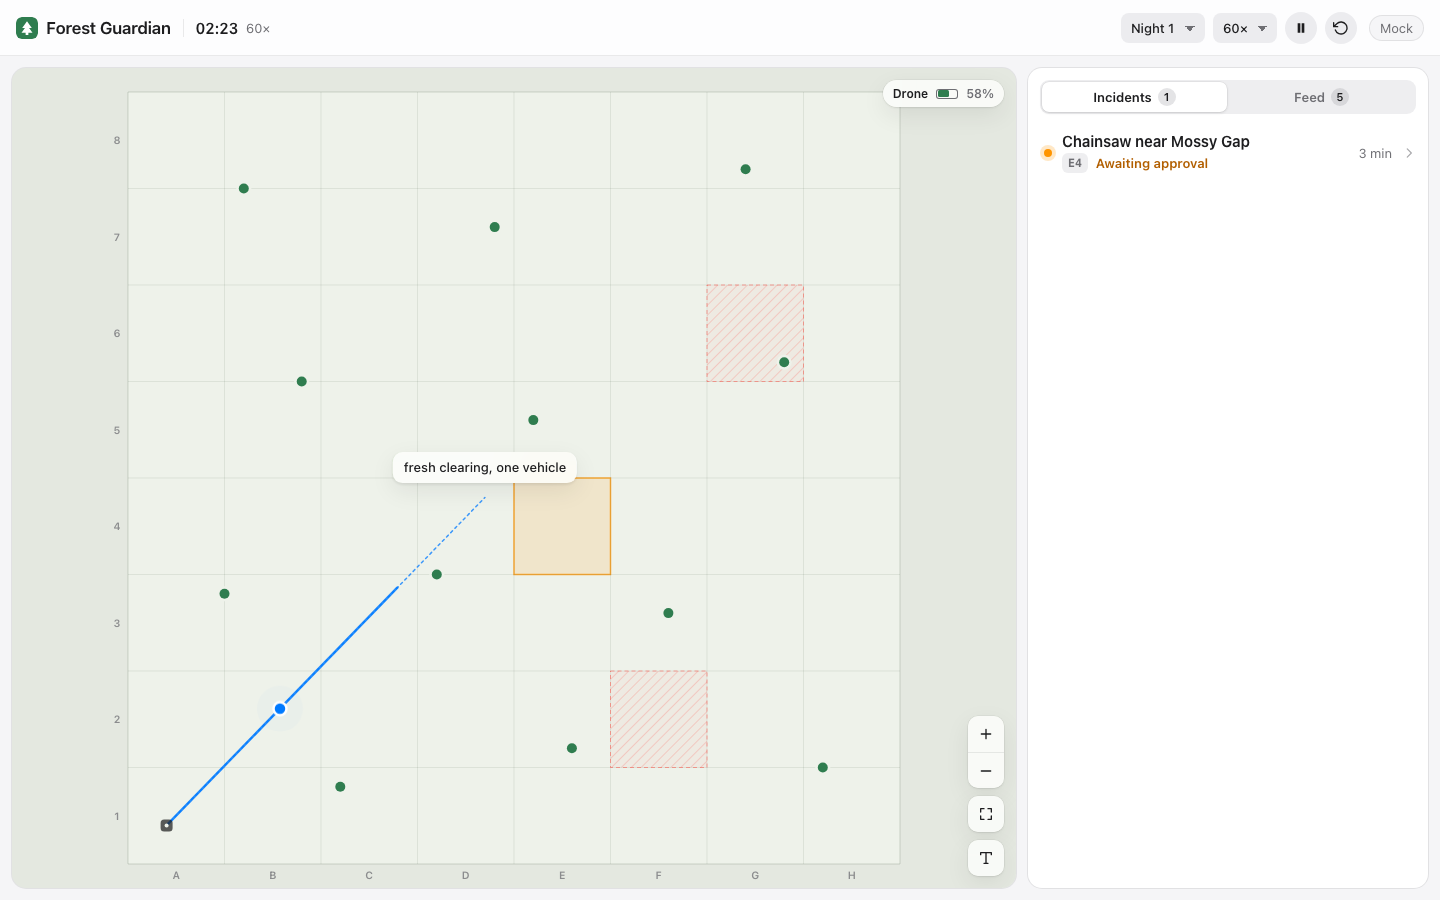 Forest Guardian 02:23 60×
Night 1 60× Mock
Drone 58%
Incidents 1 Feed 5
Chainsaw near Mossy Gap
E4 Awaiting approval
3 min
8
7
6
5
fresh clearing, one vehicle
4
3
2
1
A B C D E F G H